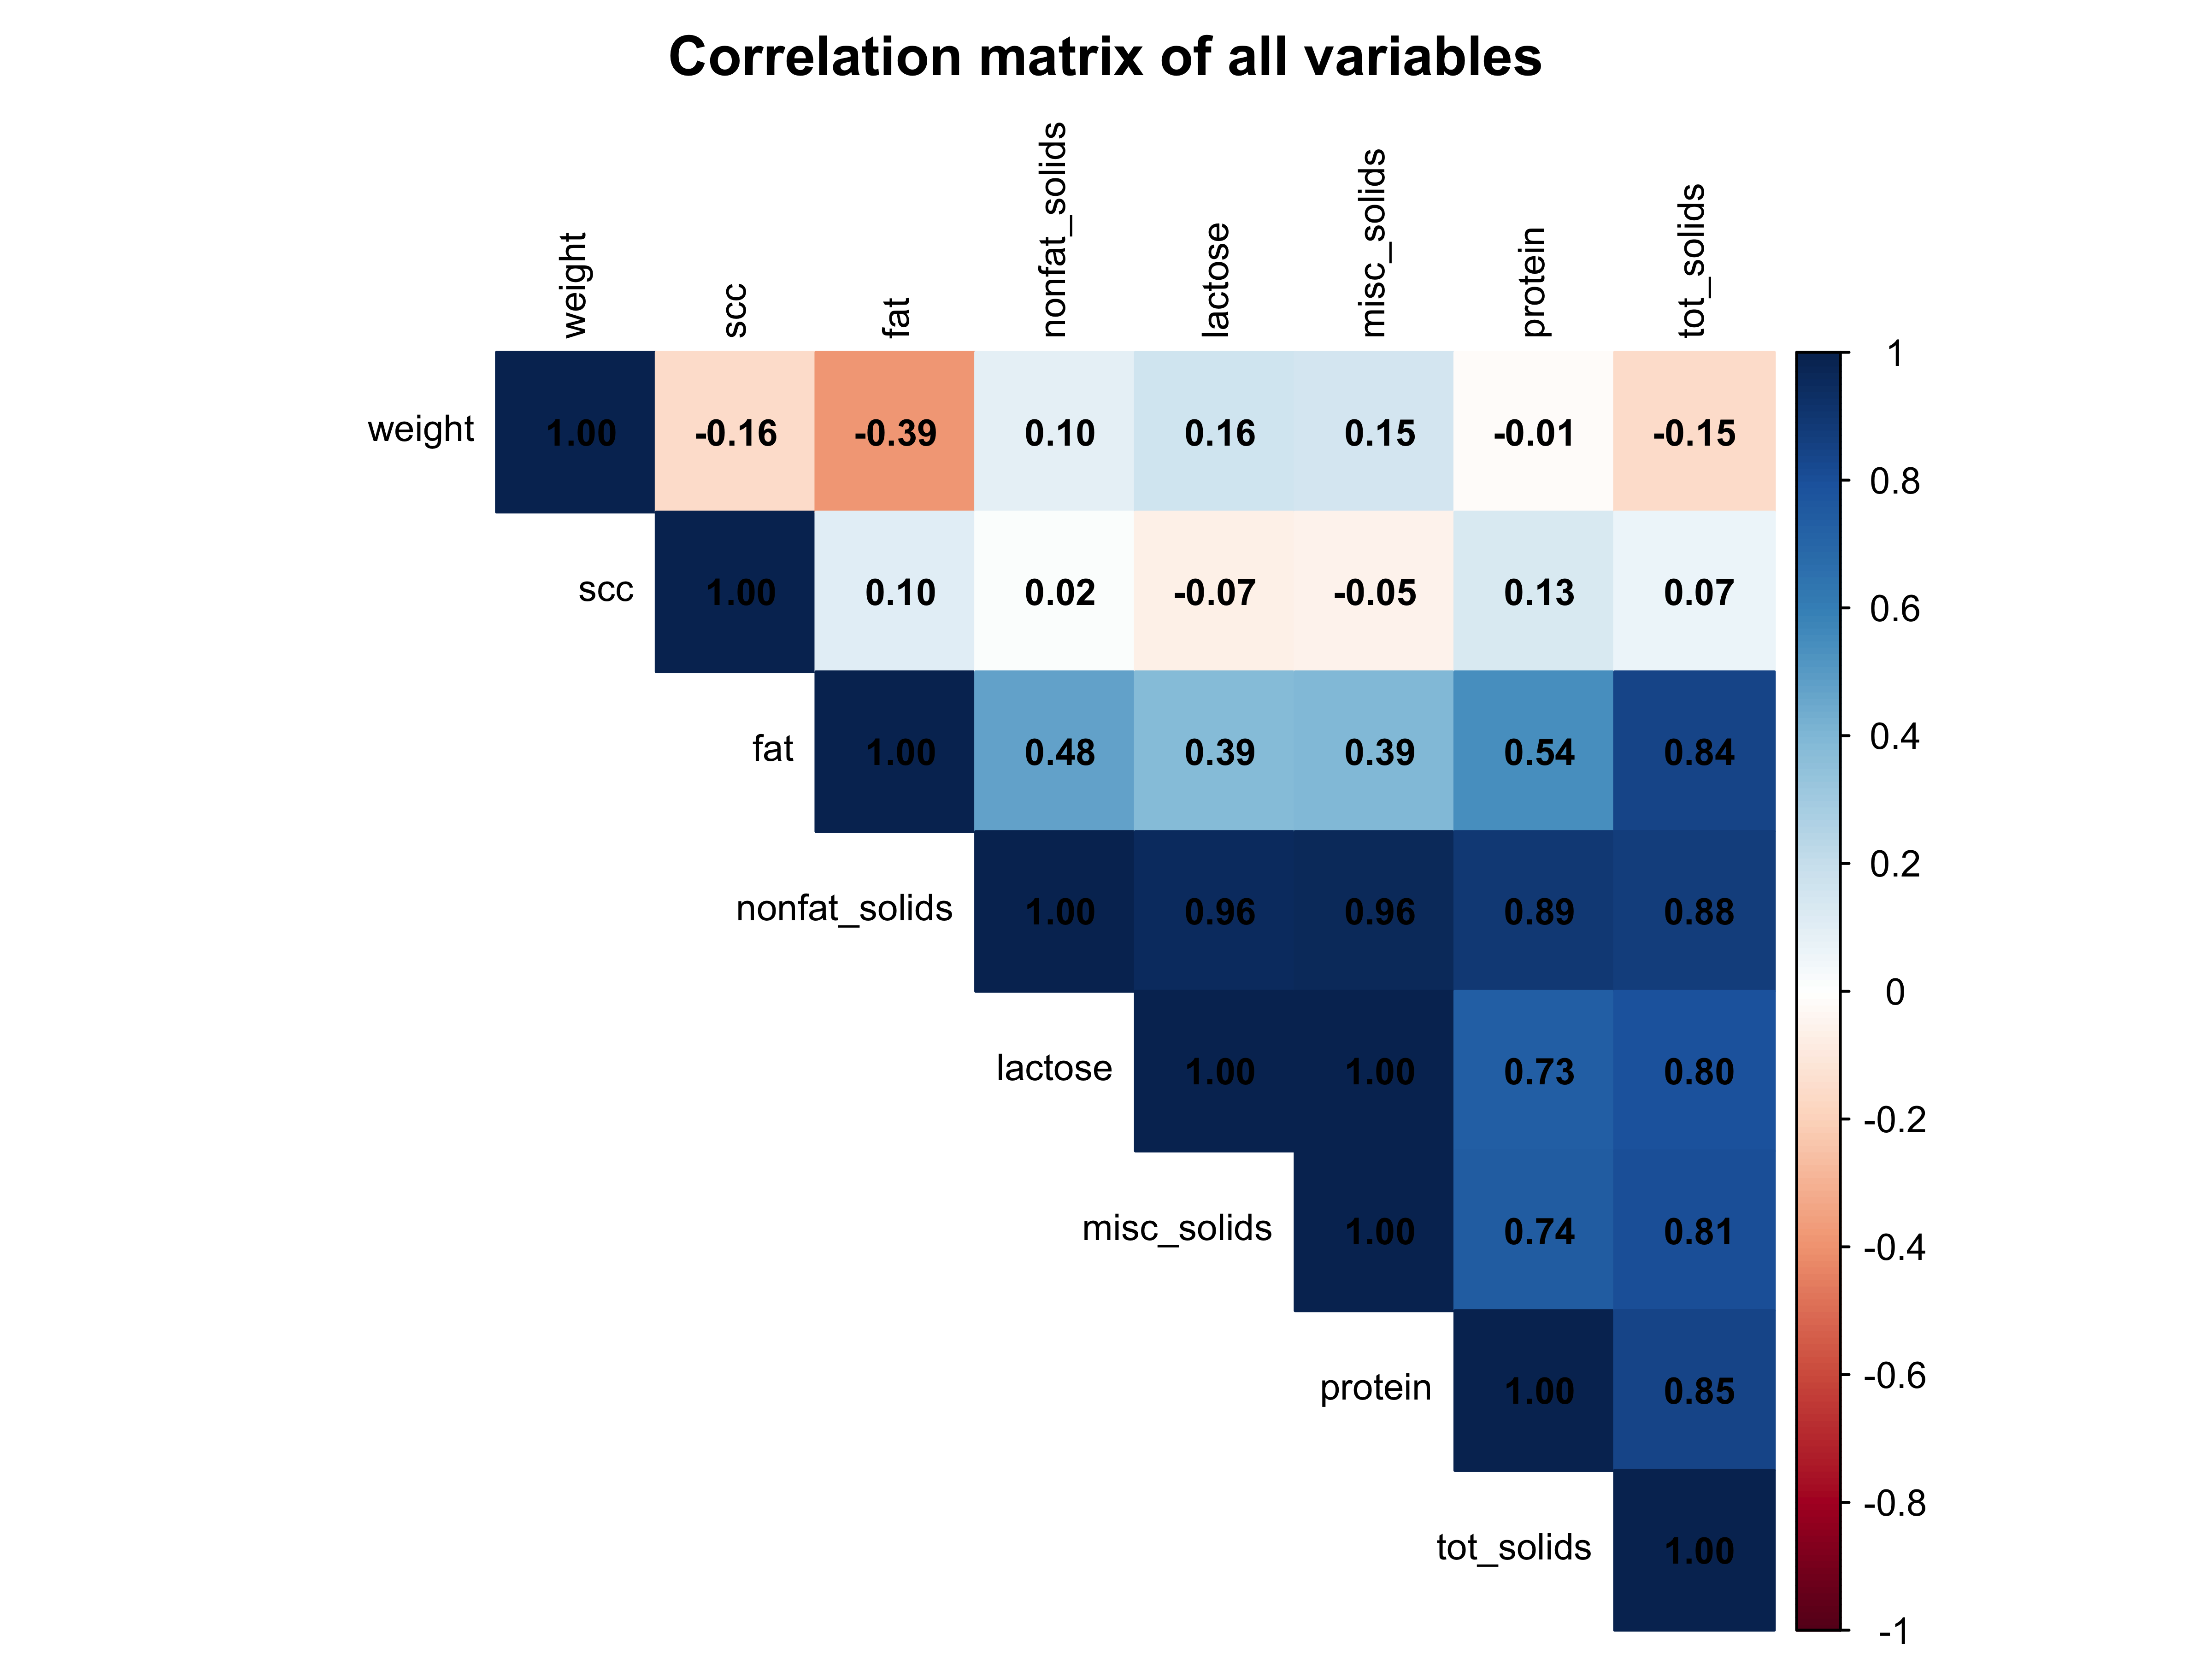 Correlation matrix of all variables
weight
scc
fat
nonfat_solids
lactose
misc_solids
protein
tot_solids
weight 1.00 -0.16 -0.39 0.10 0.16 0.15 -0.01 -0.15
scc 1.00 0.10 0.02 -0.07 -0.05 0.13 0.07
fat 1.00 0.48 0.39 0.39 0.54 0.84
nonfat_solids 1.00 0.96 0.96 0.89 0.88
lactose 1.00 1.00 0.73 0.80
misc_solids 1.00 0.74 0.81
protein 1.00 0.85
tot_solids 1.00
1
0.8
0.6
0.4
0.2
0
-0.2
-0.4
-0.6
-0.8
-1